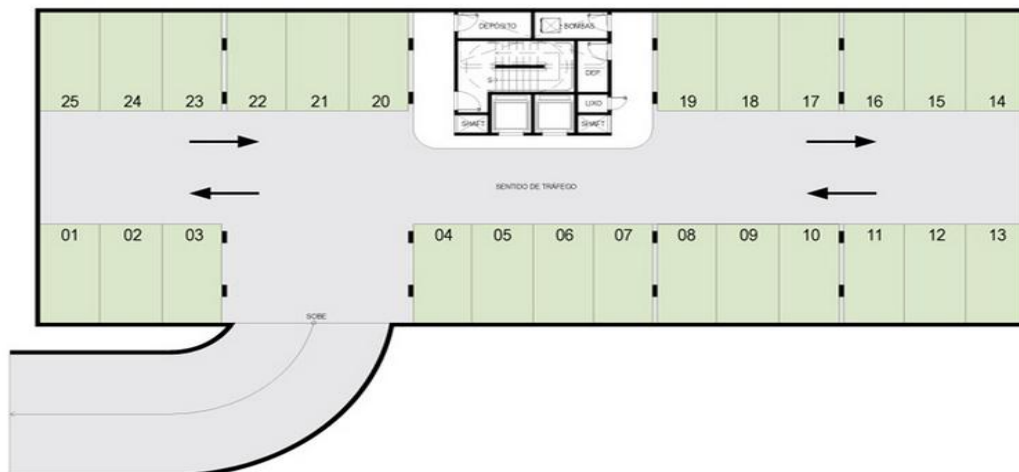 DEPÓSITO
BOMBAS
DEP
S
LIXO
SHAFT
SHAFT
25 24 23 22 21 20 19 18 17 16 15 14
SENTIDO DE TRÁFEGO
01 02 03 04 05 06 07 08 09 10 11 12 13
SOBE